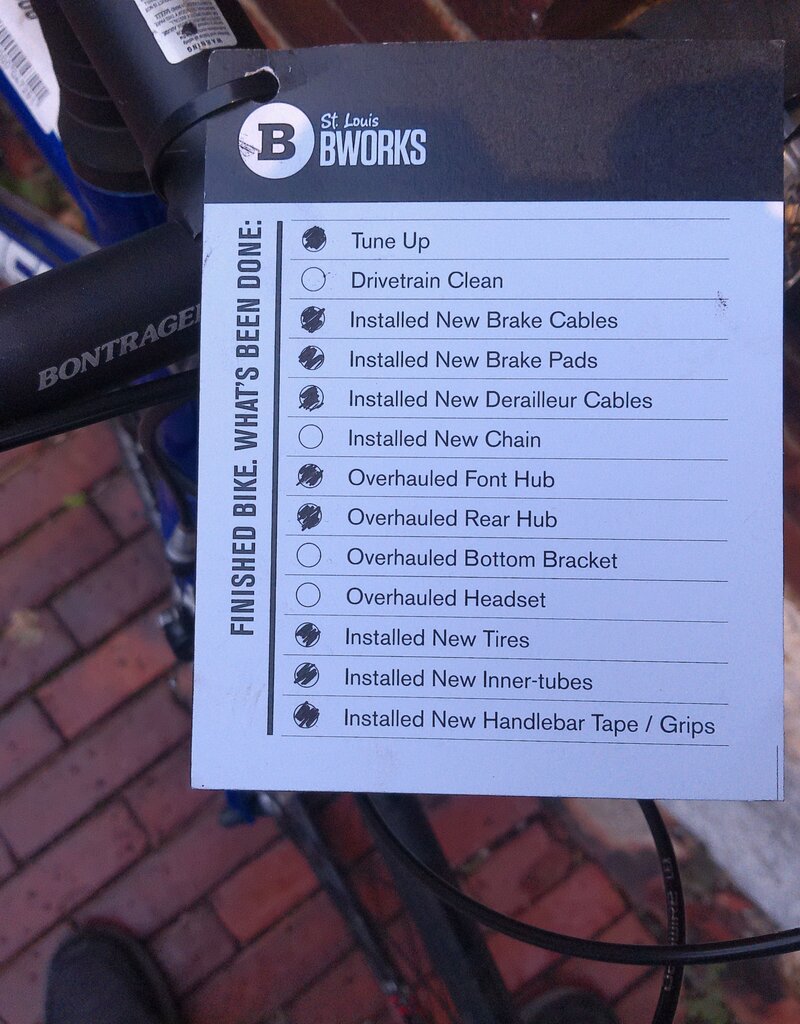 WARNING
St. Louis
B
BWORKS
FINISHED BIKE. WHAT'S BEEN DONE:
Tune Up
Drivetrain Clean
Installed New Brake Cables
Installed New Brake Pads
Installed New Derailleur Cables
Installed New Chain
Overhauled Font Hub
Overhauled Rear Hub
Overhauled Bottom Bracket
Overhauled Headset
Installed New Tires
Installed New Inner-tubes
Installed New Handlebar Tape / Grips
BONTRAGE